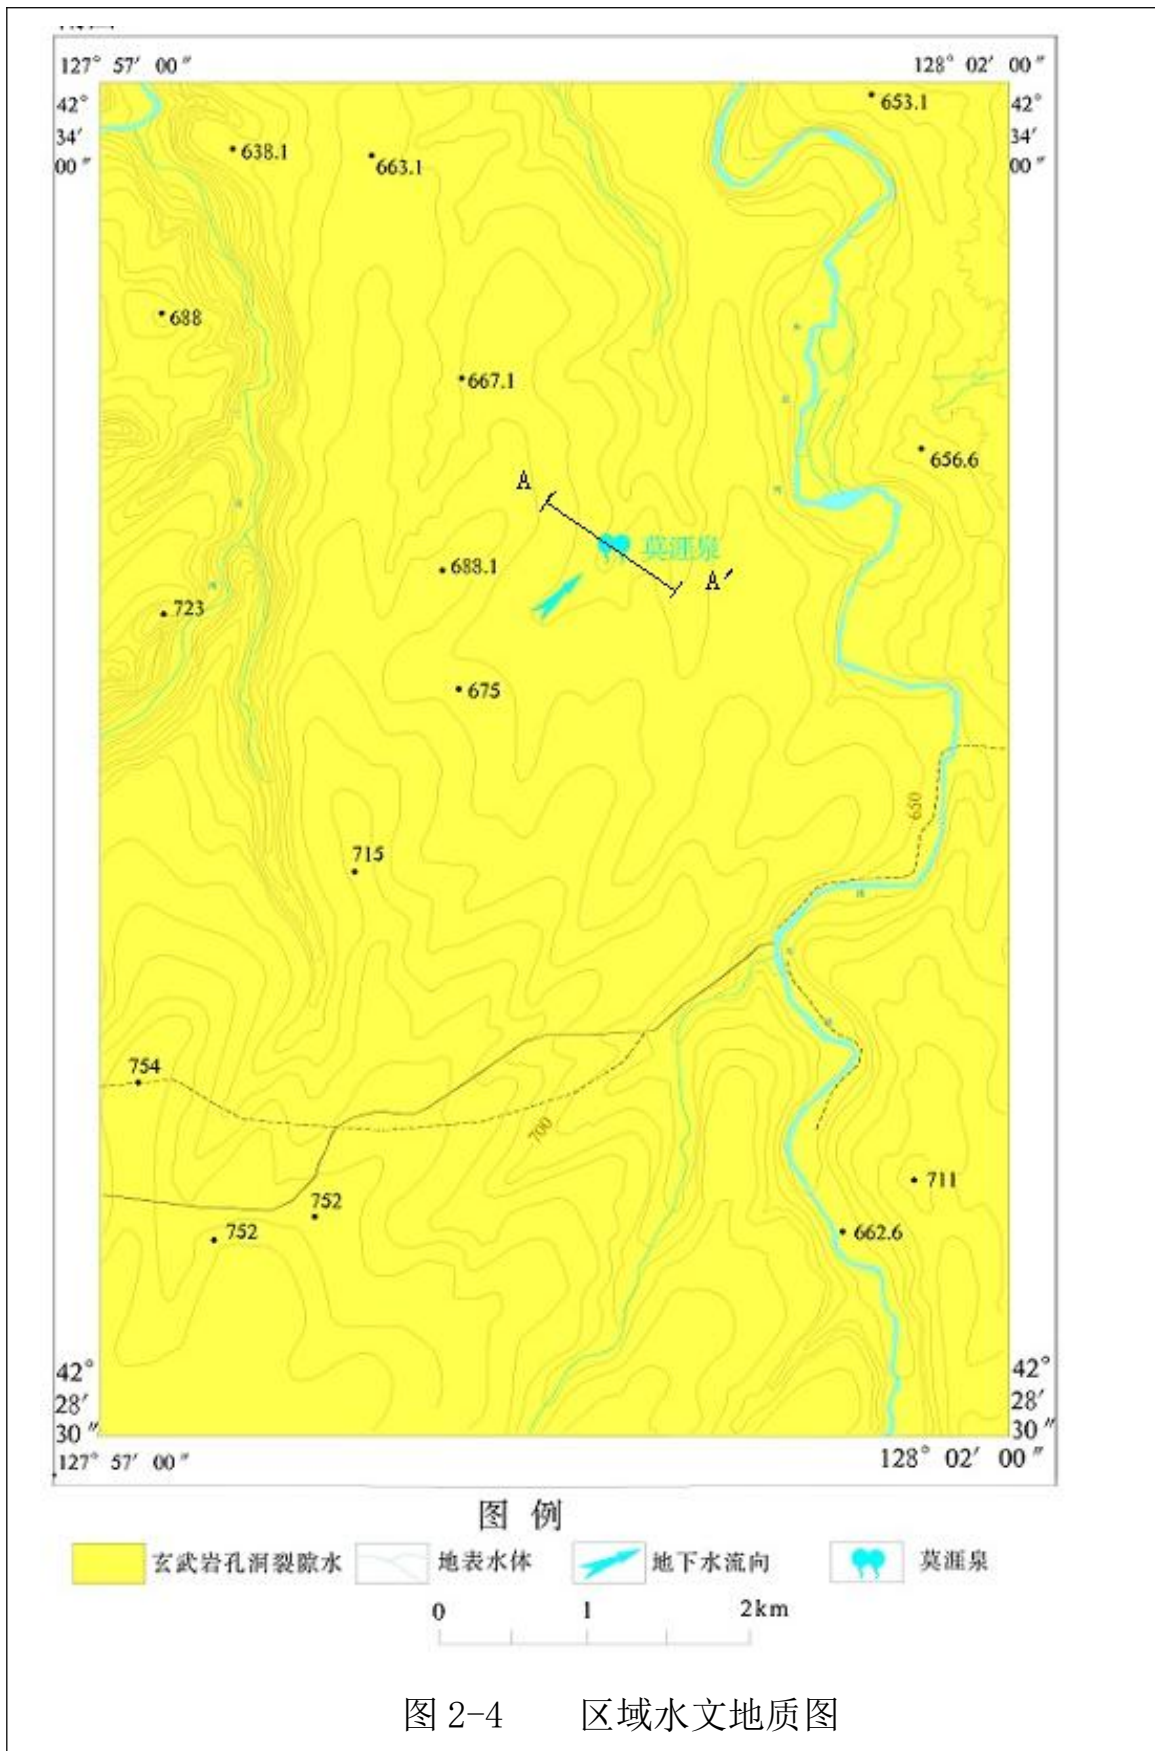 127° 57′ 00″
128° 02′ 00″
42°
34′
00″
42°
34′
00″
653.1
638.1
663.1
688
667.1
656.6
A
莫涯泉
688.1
A′
723
675
650
715
754
700
752
752
711
662.6
42°
28′
30″
42°
28′
30″
127° 57′ 00″
128° 02′ 00″
图 例
玄武岩孔洞裂隙水
地表水体
地下水流向
莫涯泉
0 1 2km
图 2-4 区域水文地质图